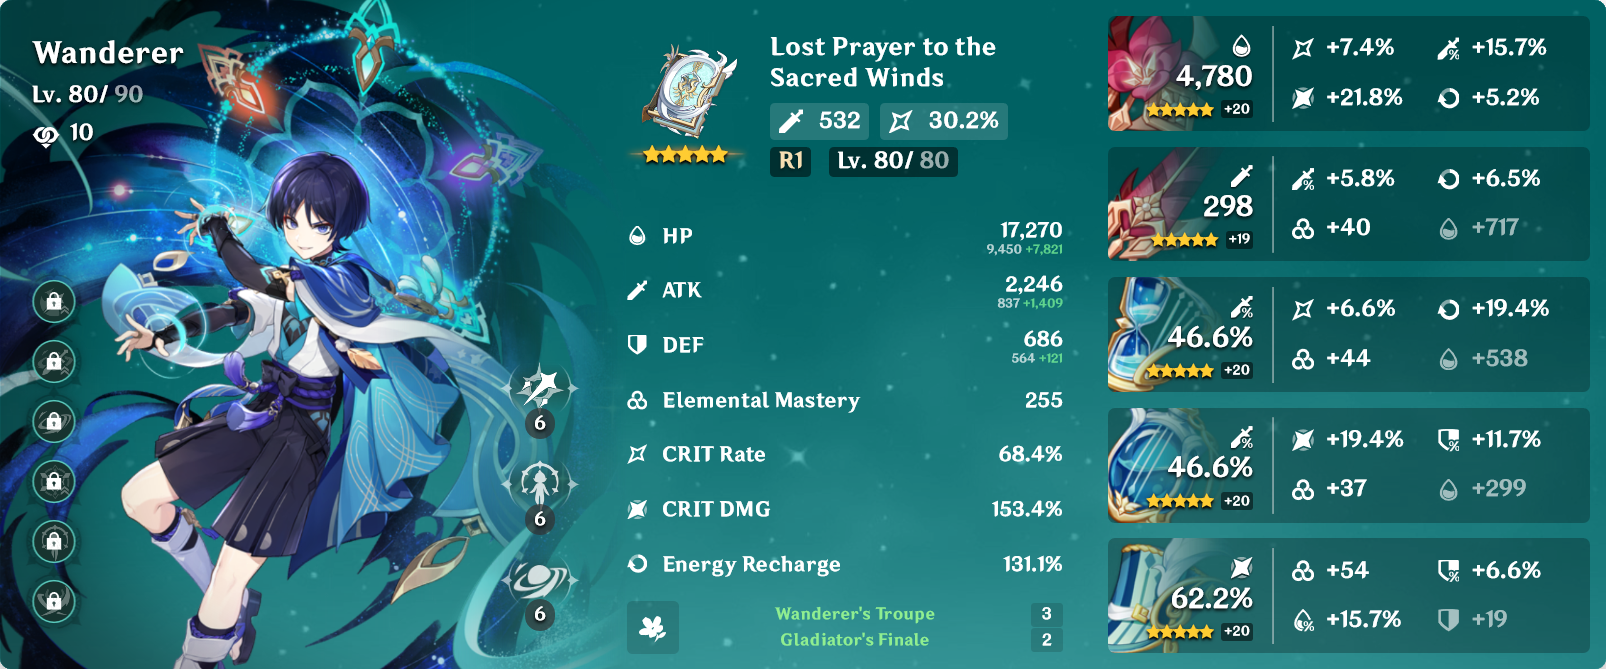 Wanderer
Lv. 80/ 90
10
6
6
6
Lost Prayer to the
Sacred Winds
532 30.2%
R1 Lv. 80/ 80
HP 17,270
9,450 +7,821
ATK 2,246
837 +1,409
DEF 686
564 +121
Elemental Mastery 255
CRIT Rate 68.4%
CRIT DMG 153.4%
Energy Recharge 131.1%
Wanderer's Troupe 3
Gladiator's Finale 2
4,780
+20
+7.4% +15.7%
+21.8% +5.2%
298
+19
+5.8% +6.5%
+40 +717
46.6%
+20
+6.6% +19.4%
+44 +538
46.6%
+20
+19.4% +11.7%
+37 +299
62.2%
+20
+54 +6.6%
+15.7% +19